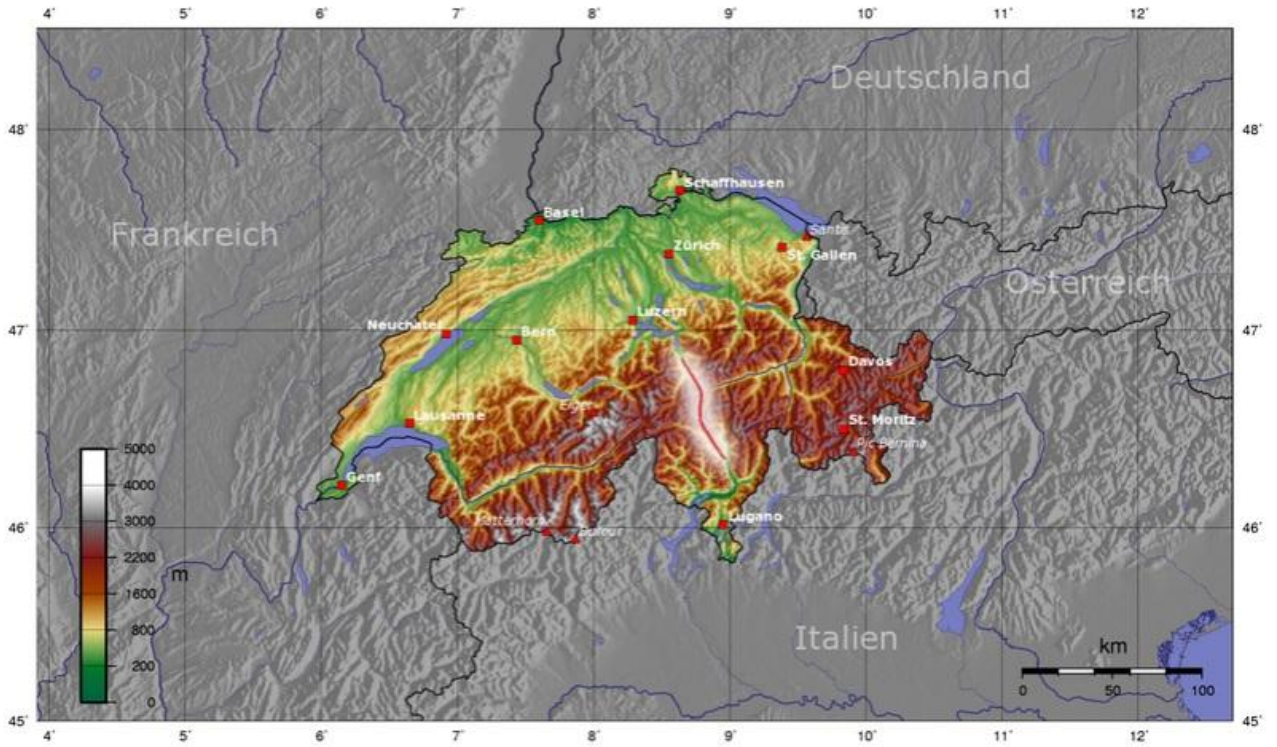 4° 5° 6° 7° 8° 9° 10° 11° 12°
Deutschland
48° 48°
Schaffhausen
Basel
Frankreich
Säntis
Zürich
St. Gallen
Österreich
Luzern
Neuchatel
47° 47°
Bern
Davos
Eiger
Lausanne
St. Moritz
Pic Bernina
5000
Genf
4000
3000
Lugano
46° 46°
Matterhorn
Dufour
2200
m
1600
800
Italien
km
200
0 50 100
0
45° 45°
4° 5° 6° 7° 8° 9° 10° 11° 12°